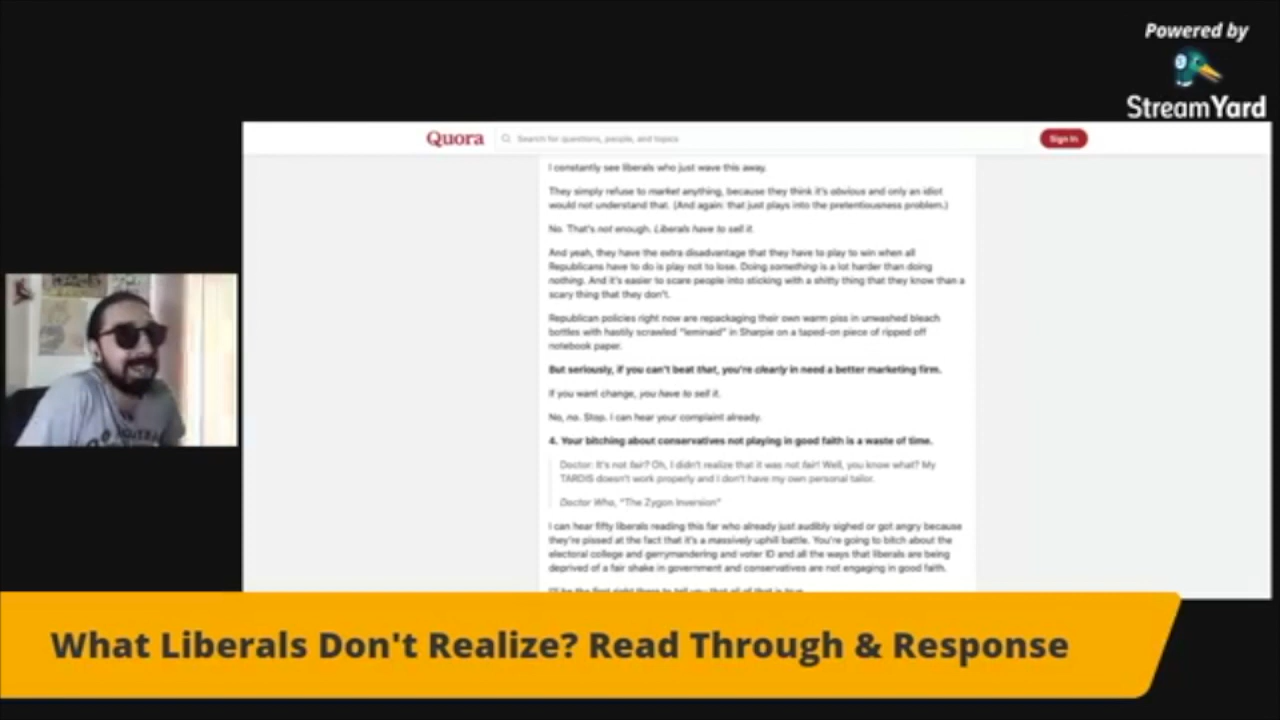 Powered by
StreamYard
Quora
Search for questions, people, and topics
Sign In
I constantly see liberals who just wave this away.
They simply refuse to market anything, because they think it's obvious and only an idiot
would not understand that. (And again: that just plays into the pretentiousness problem.)
No. That's not enough. Liberals have to sell it.
And yeah, they have the extra disadvantage that they have to play to win when all
Republicans have to do is play not to lose. Doing something is a lot harder than doing
nothing. And it's easier to scare people into sticking with a shitty thing that they know than a
scary thing that they don't.
Republican policies right now are repackaging their own warm piss in unwashed bleach
bottles with hastily scrawled "leminaid" in Sharpie on a taped-on piece of ripped off
notebook paper.
But seriously, if you can't beat that, you're clearly in need a better marketing firm.
If you want change, you have to sell it.
No, no. Stop. I can hear your complaint already.
4. Your bitching about conservatives not playing in good faith is a waste of time.
Doctor: It's not fair? Oh, I didn't realize that it was not fair! Well, you know what? My
TARDIS doesn't work properly and I don't have my own personal tailor.
Doctor Who, "The Zygon Inversion"
I can hear fifty liberals reading this far who already just audibly sighed or got angry because
they're pissed at the fact that it's a massively uphill battle. You're going to bitch about the
electoral college and gerrymandering and voter ID and all the ways that liberals are being
deprived of a fair shake in government and conservatives are not engaging in good faith.
I'll be the first right there to tell you that all of that is true
What Liberals Don't Realize? Read Through & Response